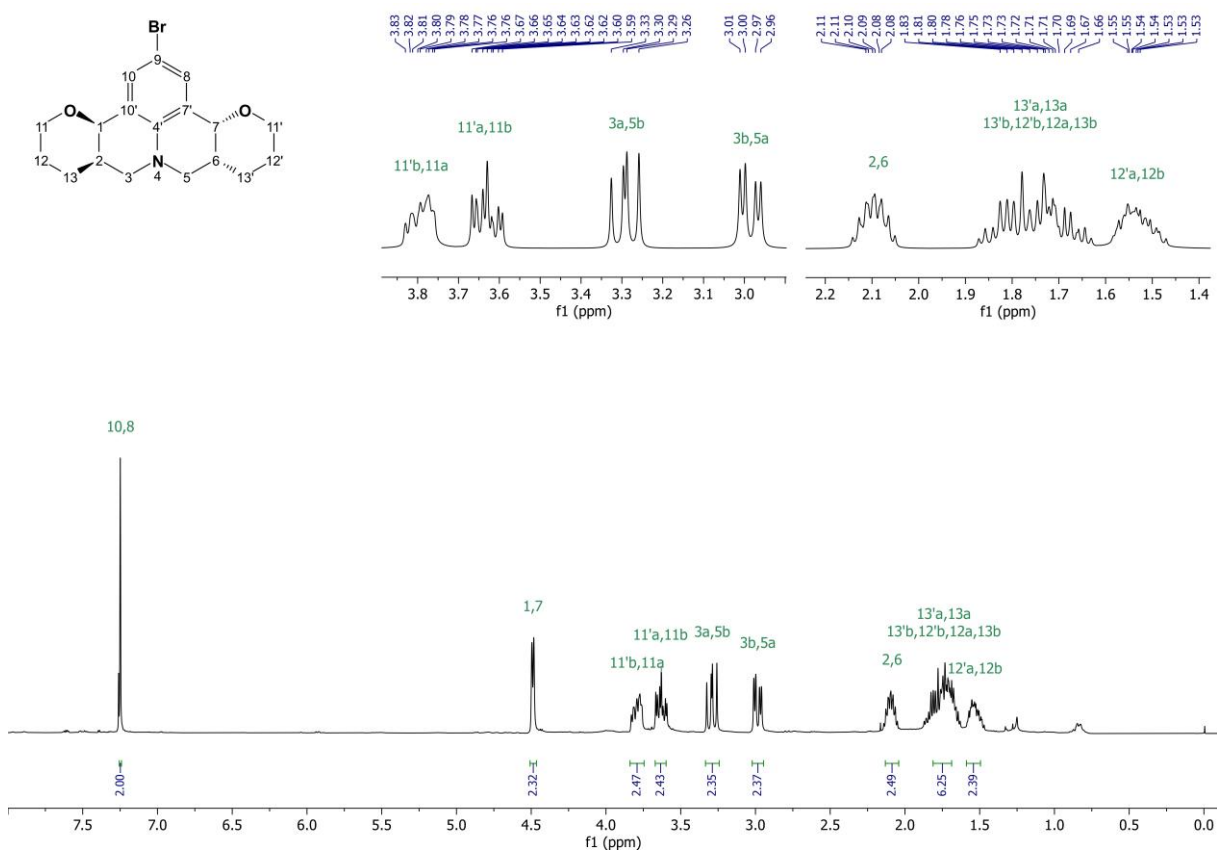 Br
10 9 8
O 10' 7' O
11 1 4' 7 11'
12 2 N 6 12'
13 3 4 5 13'
3.83
3.82
3.81
3.80
3.79
3.78
3.77
3.76
3.76
3.67
3.66
3.65
3.64
3.63
3.62
3.62
3.60
3.59
3.33
3.30
3.29
3.26
3.01
3.00
2.97
2.96
11'b,11a
11'a,11b
3a,5b
3b,5a
3.8 3.7 3.6 3.5 3.4 3.3 3.2 3.1 3.0
f1 (ppm)
2.11
2.11
2.10
2.09
2.08
2.08
1.83
1.81
1.80
1.78
1.76
1.75
1.73
1.73
1.72
1.71
1.71
1.70
1.69
1.67
1.66
1.55
1.55
1.54
1.54
1.53
1.53
1.53
2,6
13'a,13a
13'b,12'b,12a,13b
12'a,12b
2.2 2.1 2.0 1.9 1.8 1.7 1.6 1.5 1.4
f1 (ppm)
10,8
1,7
11'b,11a
11'a,11b
3a,5b
3b,5a
2,6
13'a,13a
13'b,12'b,12a,13b
12'a,12b
2.00 2.32 2.47 2.43 2.35 2.37 2.49 6.25 2.39
7.5 7.0 6.5 6.0 5.5 5.0 4.5 4.0 3.5 3.0 2.5 2.0 1.5 1.0 0.5 0.0
f1 (ppm)